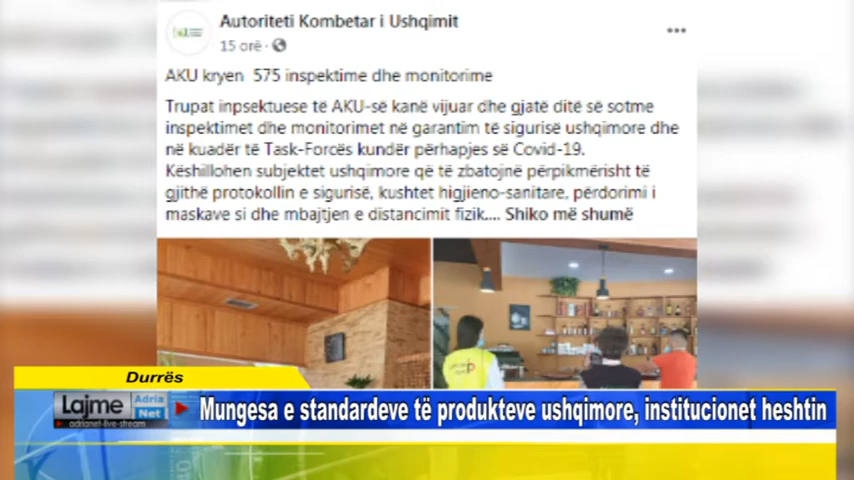 Autoriteti Kombetar i Ushqimit
15 orë ·
AKU kryen 575 inspektime dhe monitorime
Trupat inpsektuese të AKU-së kanë vijuar dhe gjatë ditë së sotme
inspektimet dhe monitorimet në garantim të sigurisë ushqimore dhe
në kuadër të Task-Forcës kundër përhapjes së Covid-19.
Këshillohen subjektet ushqimore që të zbatojnë përpikmërisht të
gjithë protokollin e sigurisë, kushtet higjieno-sanitare, përdorimi i
maskave si dhe mbajtjen e distancimit fizik.... Shiko më shumë
Durrës
Lajme Adria Net
adrianet-live-stream
Mungesa e standardeve të produkteve ushqimore, institucionet heshtin